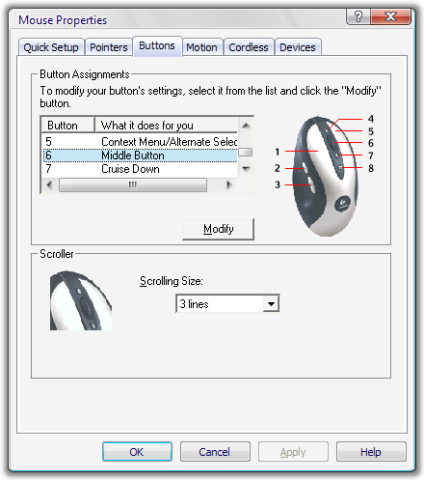 Mouse Properties
Quick Setup Pointers Buttons Motion Cordless Devices
Button Assignments
To modify your button's settings, select it from the list and click the "Modify"
button.
Button What it does for you
5 Context Menu/Alternate Selec
6 Middle Button
7 Cruise Down
4
5
6
1 7
2 8
3
Modify
Scroller
Scrolling Size:
3 lines
OK Cancel Apply Help